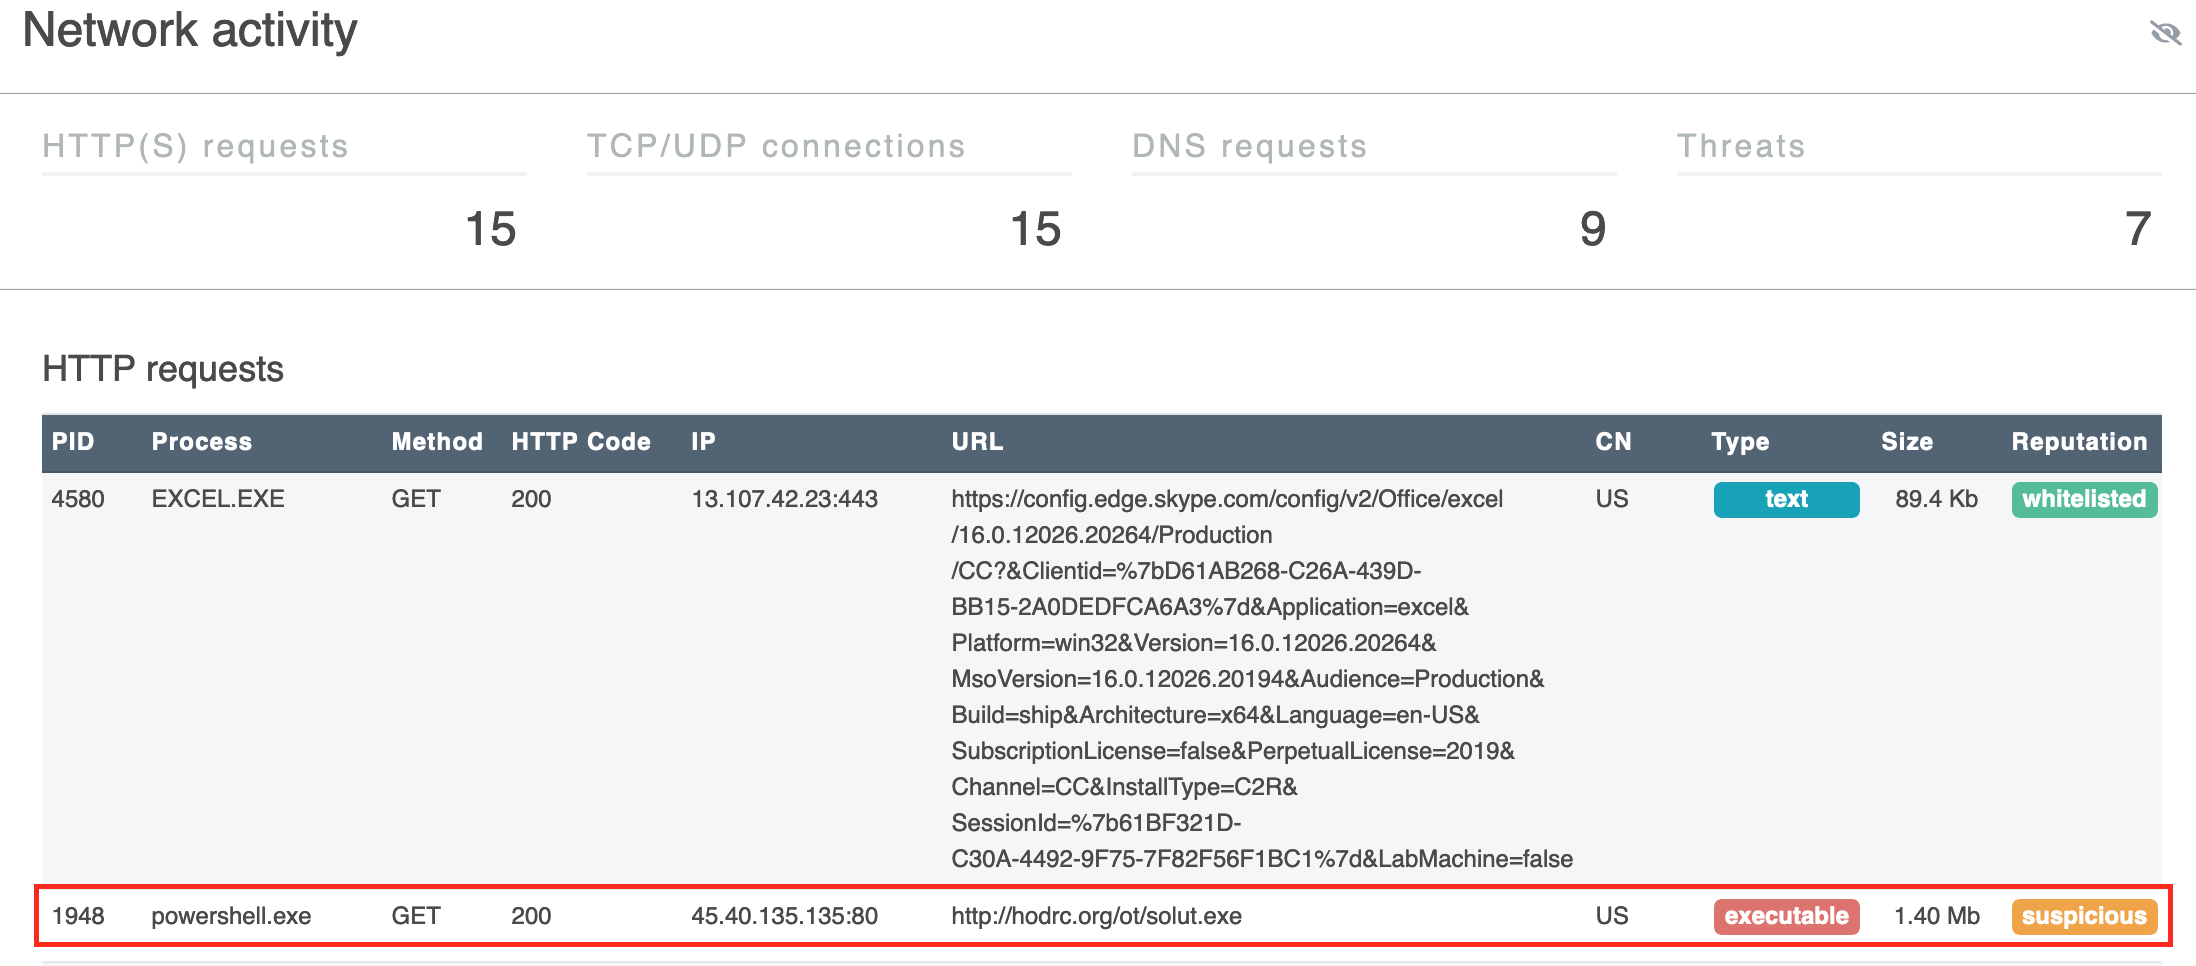 Network activity
HTTP(S) requests TCP/UDP connections DNS requests Threats
15 15 9 7
HTTP requests
PID Process Method HTTP Code IP URL CN Type Size Reputation
4580 EXCEL.EXE GET 200 13.107.42.23:443 https://config.edge.skype.com/config/v2/Office/excel US text 89.4 Kb whitelisted
/16.0.12026.20264/Production
/CC?&Clientid=%7bD61AB268-C26A-439D-
BB15-2A0DEDFCA6A3%7d&Application=excel&
Platform=win32&Version=16.0.12026.20264&
MsoVersion=16.0.12026.20194&Audience=Production&
Build=ship&Architecture=x64&Language=en-US&
SubscriptionLicense=false&PerpetualLicense=2019&
Channel=CC&InstallType=C2R&
SessionId=%7b61BF321D-
C30A-4492-9F75-7F82F56F1BC1%7d&LabMachine=false
1948 powershell.exe GET 200 45.40.135.135:80 http://hodrc.org/ot/solut.exe US executable 1.40 Mb suspicious